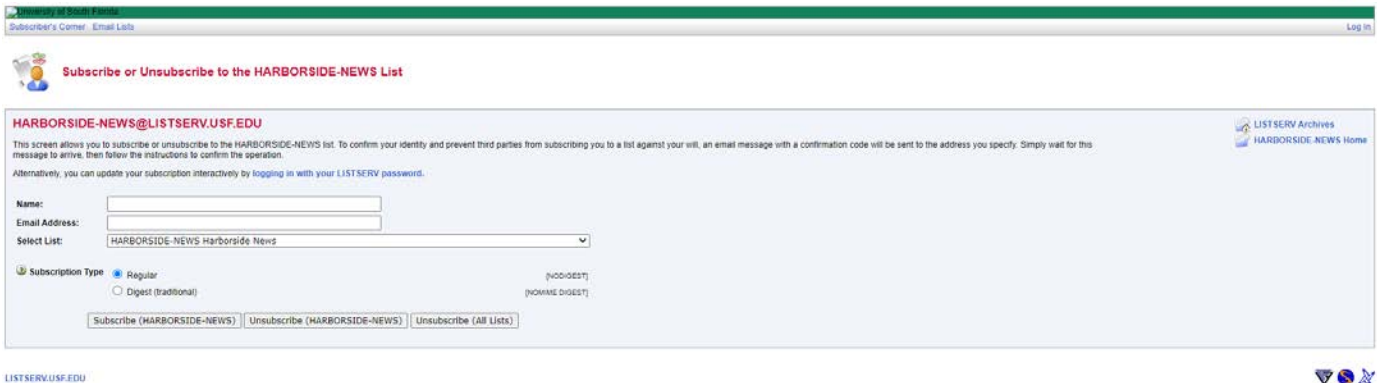 University of South Florida
Subscriber's Corner Email Lists Log In
Subscribe or Unsubscribe to the HARBORSIDE-NEWS List
HARBORSIDE-NEWS@LISTSERV.USF.EDU
LISTSERV Archives
HARBORSIDE-NEWS Home
This screen allows you to subscribe or unsubscribe to the HARBORSIDE-NEWS list. To confirm your identity and prevent third parties from subscribing you to a list against your will, an email message with a confirmation code will be sent to the address you specify. Simply wait for this
message to arrive, then follow the instructions to confirm the operation.
Alternatively, you can update your subscription interactively by logging in with your LISTSERV password.
Name:
Email Address:
Select List: HARBORSIDE-NEWS Harborside News
Subscription Type Regular [NODIGEST]
Digest (traditional) [NOMIME DIGEST]
Subscribe (HARBORSIDE-NEWS) Unsubscribe (HARBORSIDE-NEWS) Unsubscribe (All Lists)
LISTSERV.USF.EDU